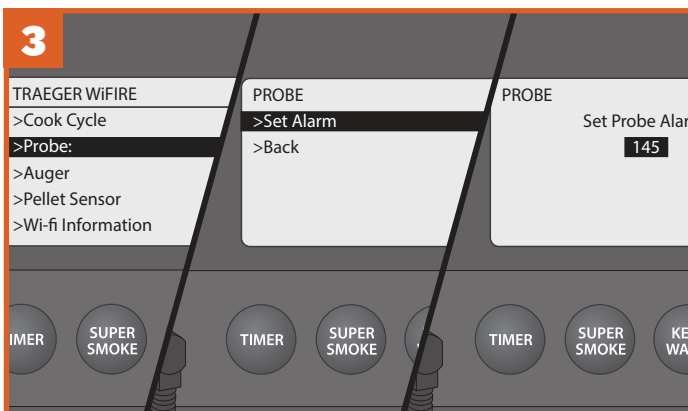 3
TRAEGER WiFIRE
>Cook Cycle
>Probe:
>Auger
>Pellet Sensor
>Wi-fi Information
PROBE
>Set Alarm
>Back
PROBE
Set Probe Alar
145
IMER
SUPER
SMOKE
TIMER
SUPER
SMOKE
TIMER
SUPER
SMOKE
KE
WA